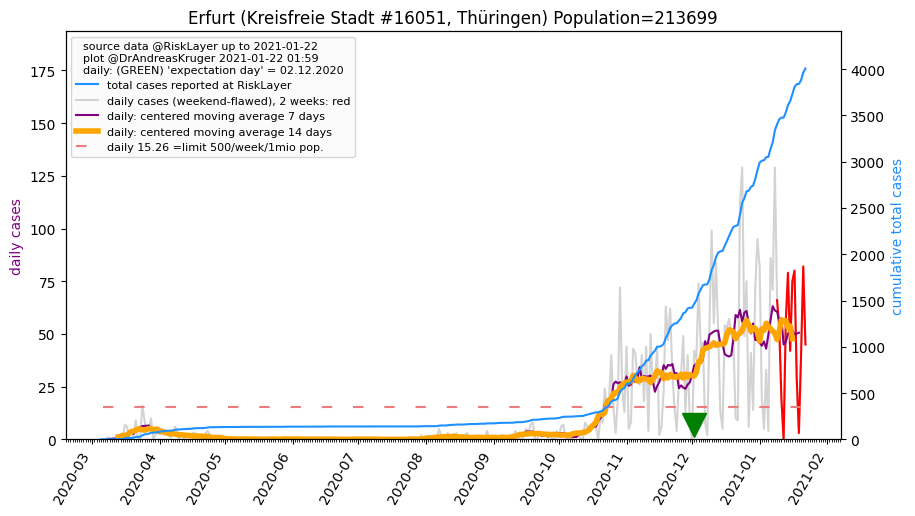 Erfurt (Kreisfreie Stadt #16051, Thüringen) Population=213699
source data @RiskLayer up to 2021-01-22
plot @DrAndreasKruger 2021-01-22 01:59
daily: (GREEN) 'expectation day' = 02.12.2020
total cases reported at RiskLayer
daily cases (weekend-flawed), 2 weeks: red
daily: centered moving average 7 days
daily: centered moving average 14 days
daily 15.26 =limit 500/week/1mio pop.
daily cases
175
150
125
100
75
50
25
0
cumulative total cases
4000
3500
3000
2500
2000
1500
1000
500
0
2020-03
2020-04
2020-05
2020-06
2020-07
2020-08
2020-09
2020-10
2020-11
2020-12
2021-01
2021-02